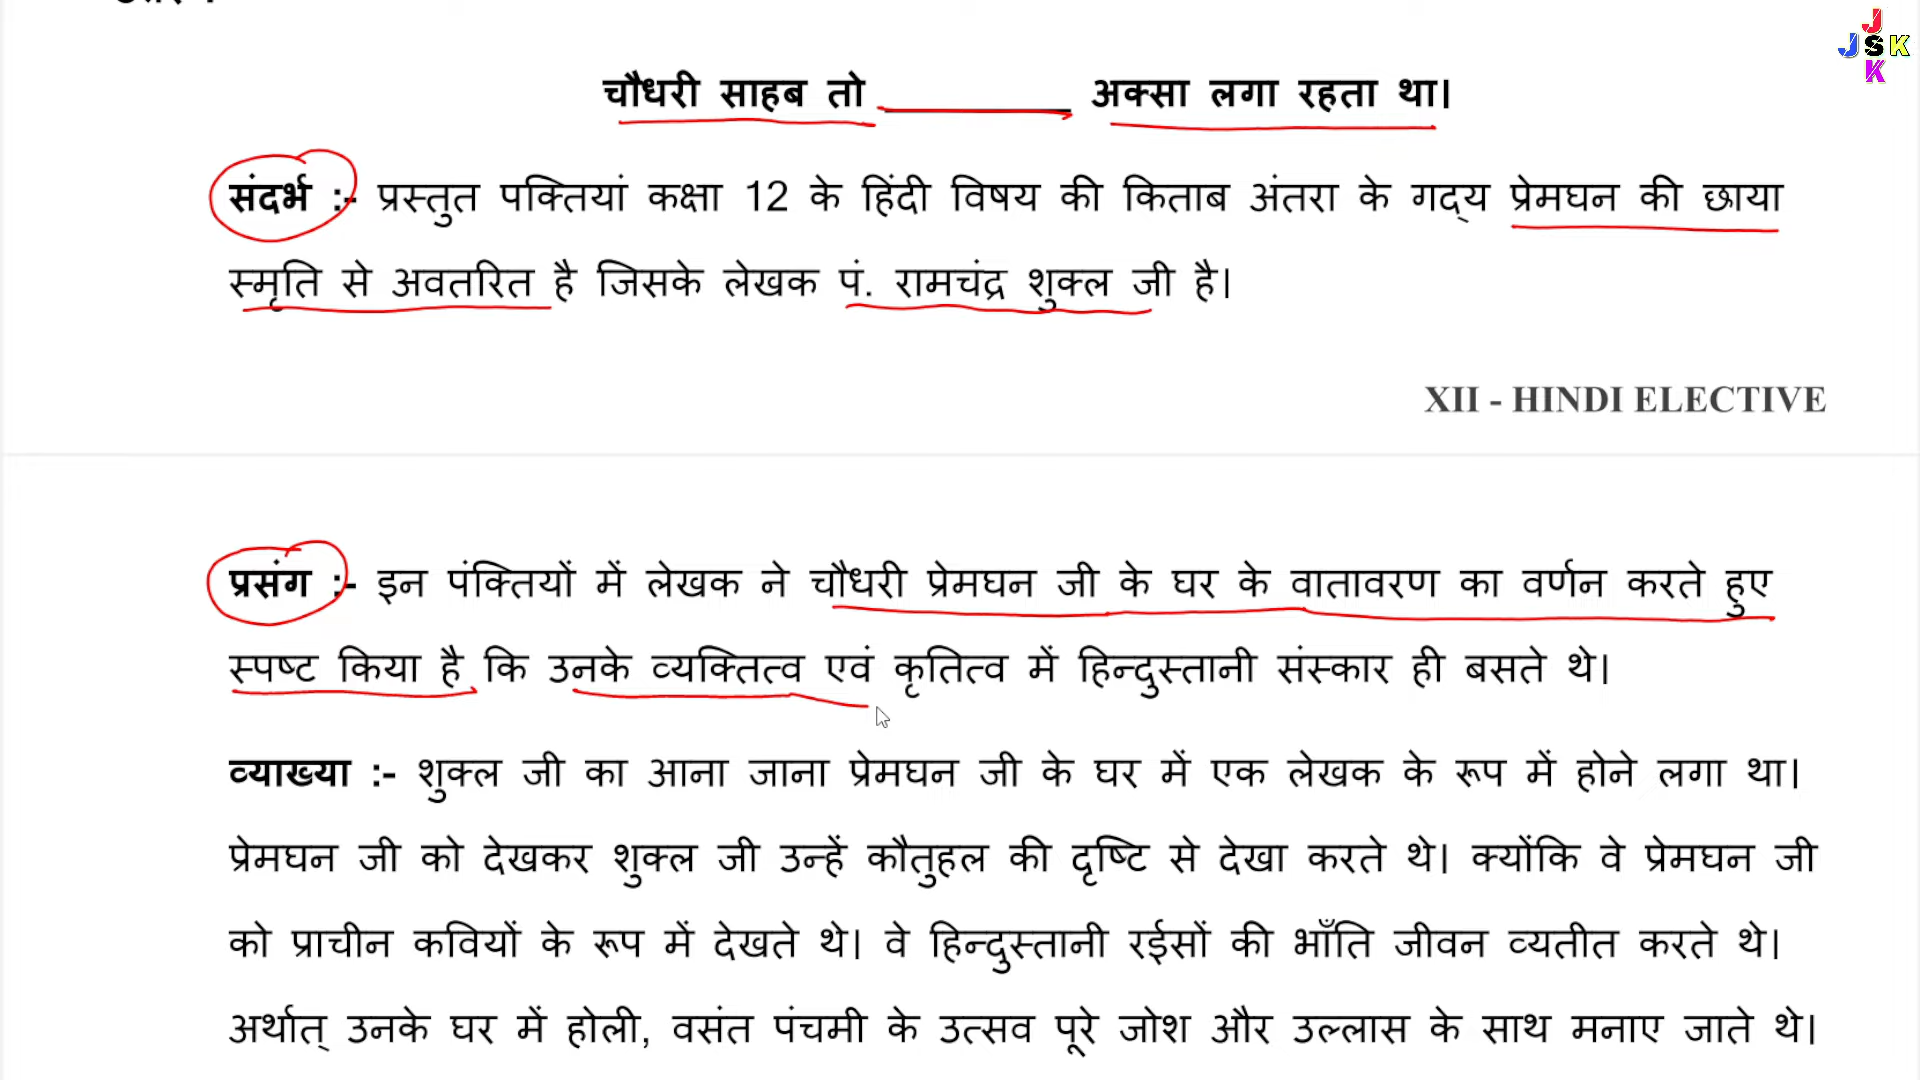 J
J S K
K
चौधरी साहब तो __________ अक्सा लगा रहता था।
संदर्भ :- प्रस्तुत पक्तियां कक्षा 12 के हिंदी विषय की किताब अंतरा के गद्य प्रेमघन की छाया
स्मृति से अवतरित है जिसके लेखक पं. रामचंद्र शुक्ल जी है।
XII - HINDI ELECTIVE
प्रसंग :- इन पंक्तियों में लेखक ने चौधरी प्रेमघन जी के घर के वातावरण का वर्णन करते हुए
स्पष्ट किया है कि उनके व्यक्तित्व एवं कृतित्व में हिन्दुस्तानी संस्कार ही बसते थे।
व्याख्या :- शुक्ल जी का आना जाना प्रेमघन जी के घर में एक लेखक के रूप में होने लगा था।
प्रेमघन जी को देखकर शुक्ल जी उन्हें कौतुहल की दृष्टि से देखा करते थे। क्योंकि वे प्रेमघन जी
को प्राचीन कवियों के रूप में देखते थे। वे हिन्दुस्तानी रईसों की भाँति जीवन व्यतीत करते थे।
अर्थात् उनके घर में होली, वसंत पंचमी के उत्सव पूरे जोश और उल्लास के साथ मनाए जाते थे।